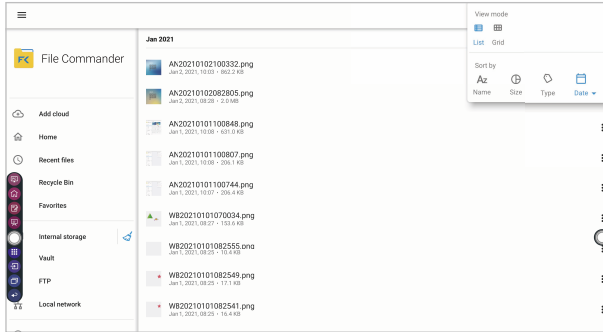 View mode
List Grid
Sort by
Az
Name Size Type Date
FK File Commander
Add cloud
Home
Recent files
Recycle Bin
Favorites
Internal storage
Vault
FTP
Local network
Jan 2021
AN20210102100332.png
Jan 2, 2021, 10:03 • 862.2 KB
AN20210102082805.png
Jan 2, 2021, 08:28 • 2.0 MB
AN20210101100848.png
Jan 1, 2021, 10:08 • 631.0 KB
AN20210101100807.png
Jan 1, 2021, 10:08 • 206.1 KB
AN20210101100744.png
Jan 1, 2021, 10:07 • 206.4 KB
WB20210101070034.png
Jan 1, 2021, 08:27 • 153.6 KB
WB20210101082555.png
Jan 1, 2021, 08:25 • 10.4 KB
WB20210101082549.png
Jan 1, 2021, 08:25 • 17.1 KB
WB20210101082541.png
Jan 1, 2021, 08:25 • 16.4 KB